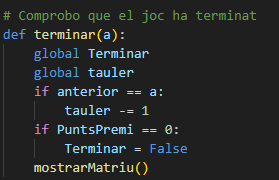 # Comprobo que el joc ha terminat
def terminar(a):
    global Terminar
    global tauler
    if anterior == a:
        tauler -= 1
    if PuntsPremi == 0:
        Terminar = False
    mostrarMatriu()